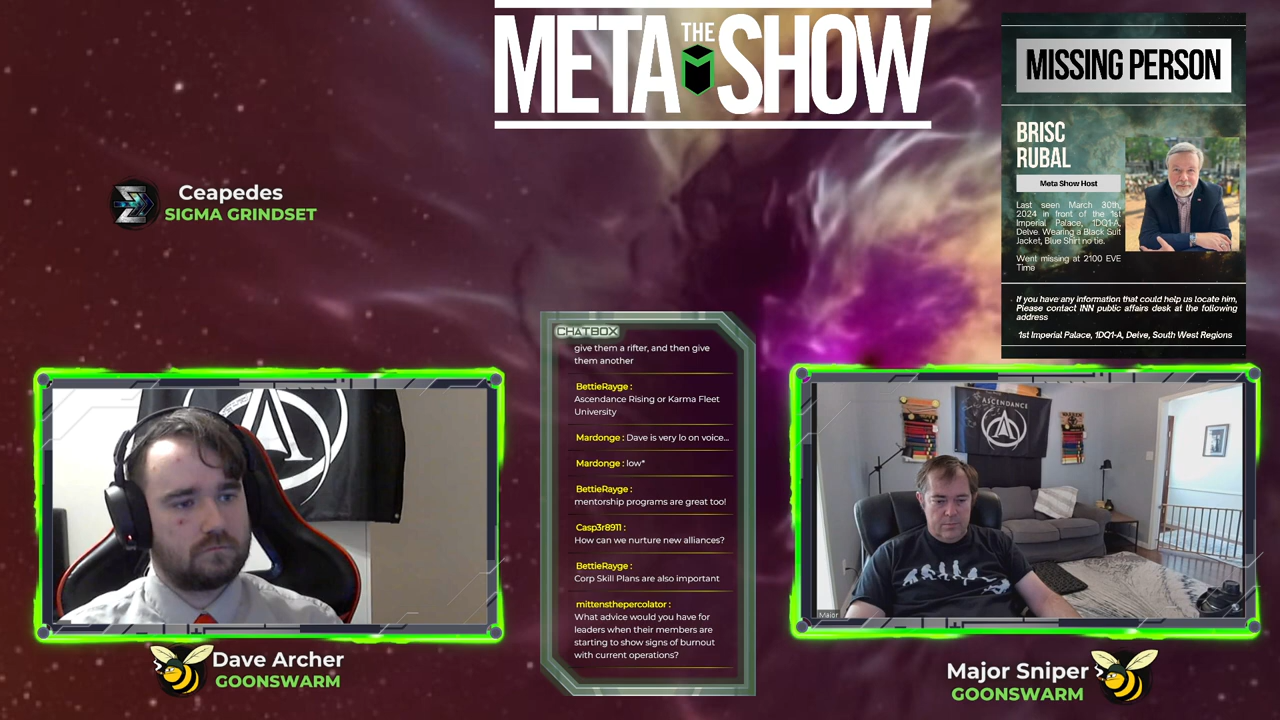 META THE SHOW
MISSING PERSON
BRISC
RUBAL
Meta Show Host
Last seen March 30th,
2024 in front of the 1st
Imperial Palace, 1DQ1-A,
Delve. Wearing a Black Suit
Jacket, Blue Shirt no tie.
Went missing at 2100 EVE
Time
If you have any information that could help us locate him,
Please contact INN public affairs desk at the following
address
1st Imperial Palace, 1DQ1-A, Delve, South West Regions
Ceapedes
SIGMA GRINDSET
CHATBOX
give them a rifter, and then give
them another
BettieRayge :
Ascendance Rising or Karma Fleet
University
Mardonge : Dave is very lo on voice...
Mardonge : low*
BettieRayge :
mentorship programs are great too!
Casp3r8911 :
How can we nurture new alliances?
BettieRayge :
Corp Skill Plans are also important
mittensthepercolator :
What advice would you have for
leaders when their members are
starting to show signs of burnout
with current operations?
ASCENDANCE
Major
Dave Archer
GOONSWARM
Major Sniper
GOONSWARM